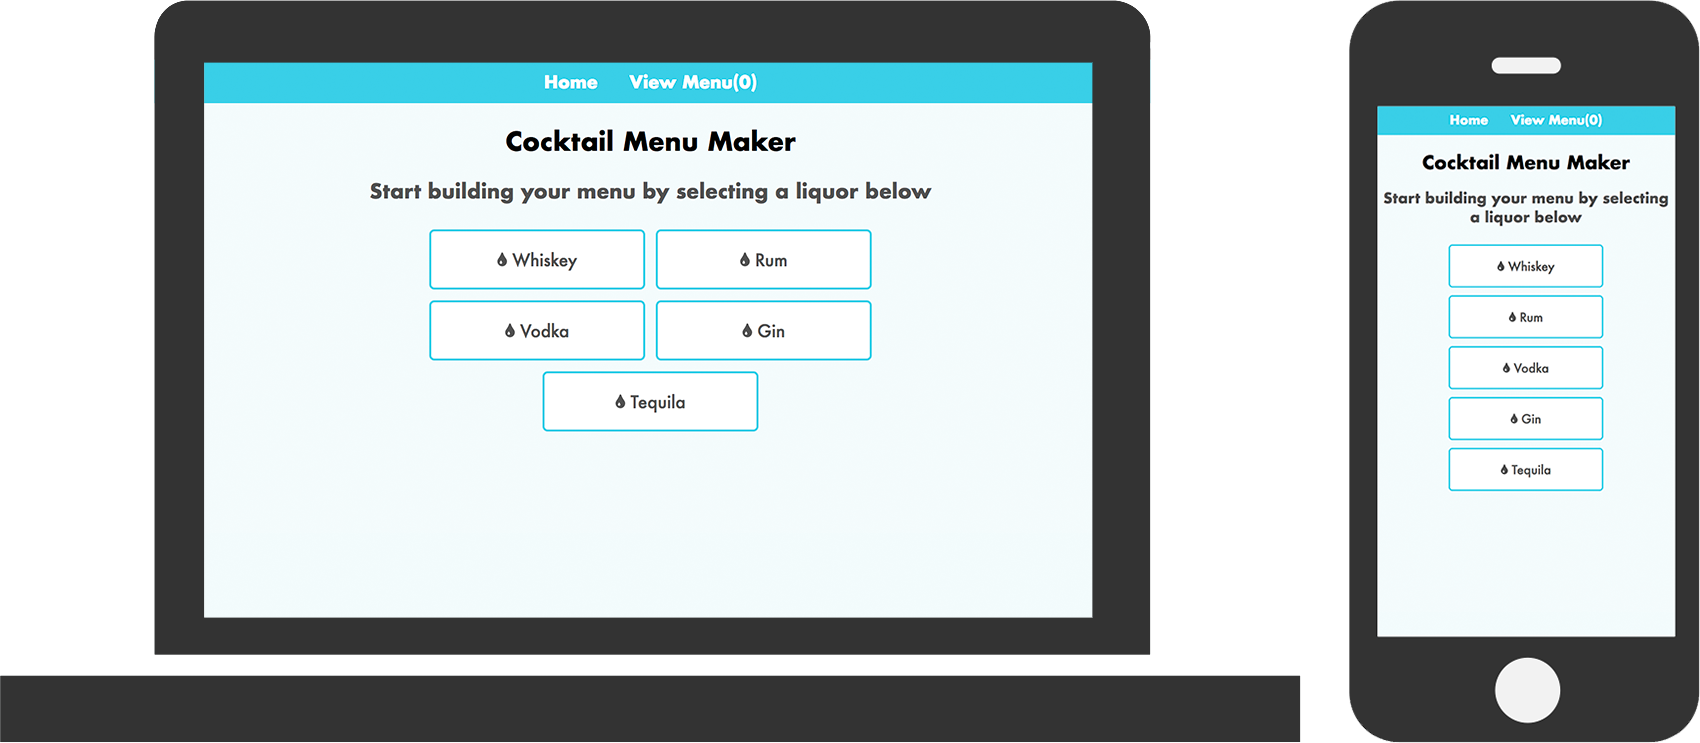 Home View Menu(0)
Cocktail Menu Maker
Start building your menu by selecting a liquor below
Whiskey
Rum
Vodka
Gin
Tequila
Home View Menu(0)
Cocktail Menu Maker
Start building your menu by selecting
a liquor below
Whiskey
Rum
Vodka
Gin
Tequila